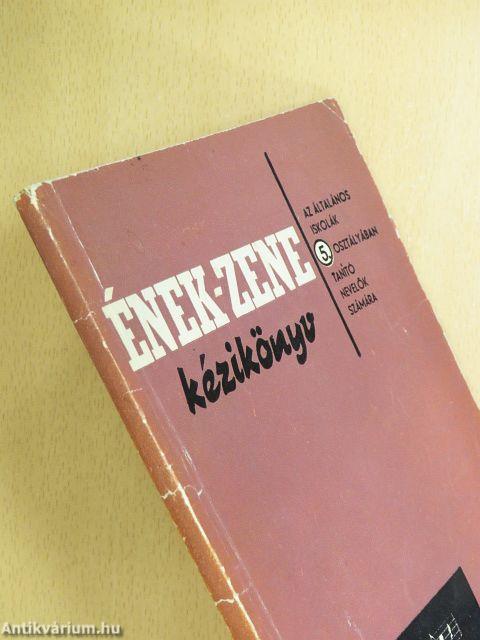 ÉNEK-ZENE
kézikönyv
AZ ÁLTALÁNOS
ISKOLÁK
5. OSZTÁLYÁBAN
TANÍTÓ
NEVELŐK
SZÁMÁRA
Antikvárium.hu